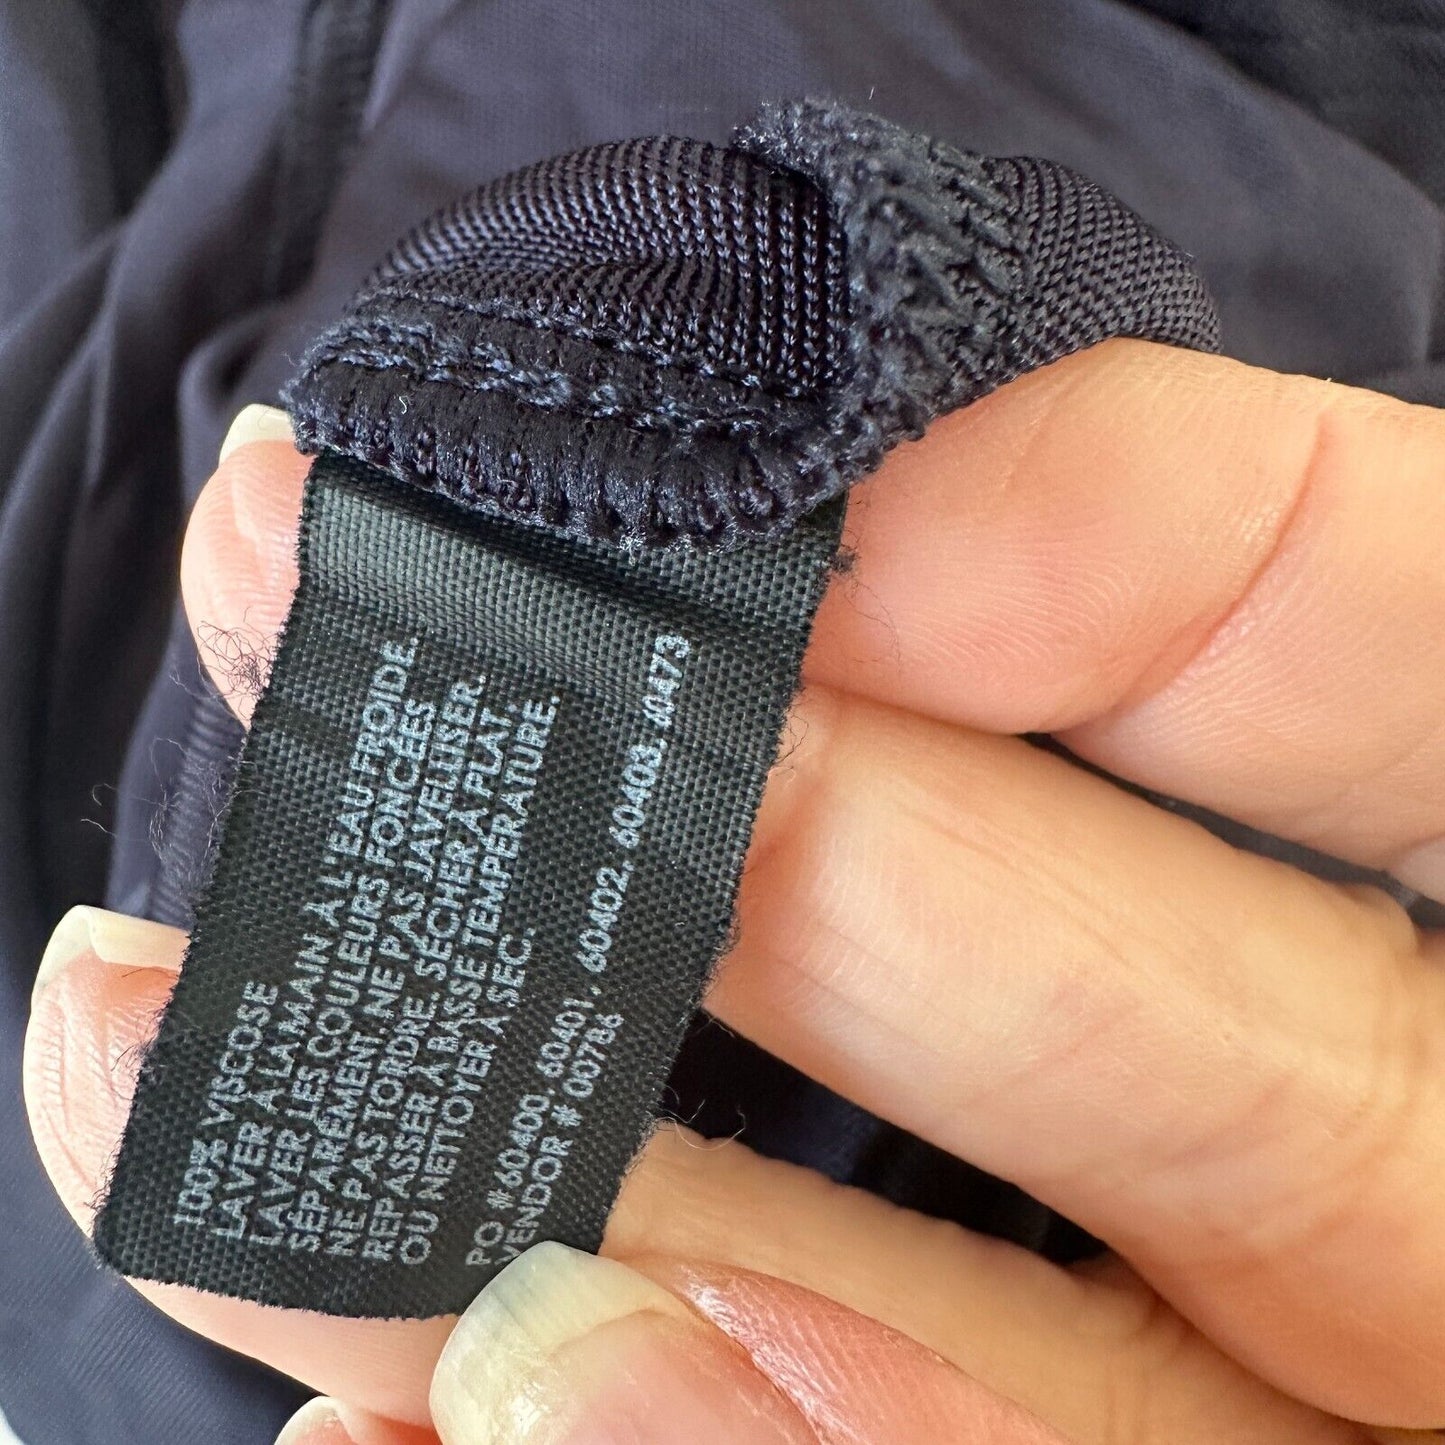 100% VISCOSE
LAVER À LA MAIN À L'EAU FROIDE.
LAVER LES COULEURS FONCÉES
SÉPARÉMENT. NE PAS JAVELLISER.
NE PAS TORDRE. SÉCHER À PLAT.
REPASSER À BASSE TEMPÉRATURE.
OU NETTOYER À SEC
PO # 60400, 60401, 60402, 60403, 60473
VENDOR # 00786